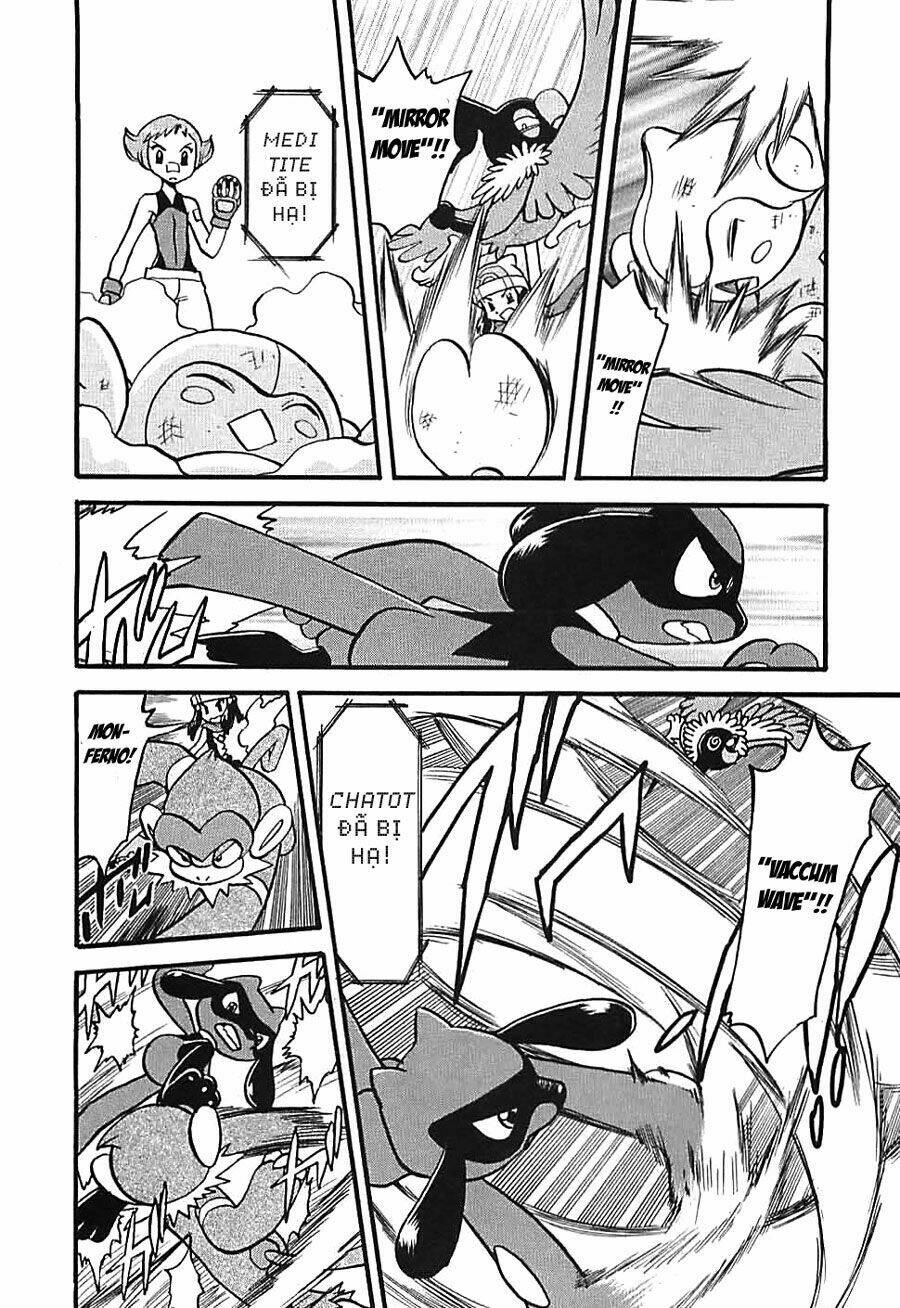 MEDI
TITE
ĐÃ BỊ
HẠ!
"MIRROR
MOVE"!!
"MIRROR
MOVE"
!!
MON-
FERNO!
CHATOT
ĐÃ BỊ
HẠ!
"VACCUM
WAVE"!!